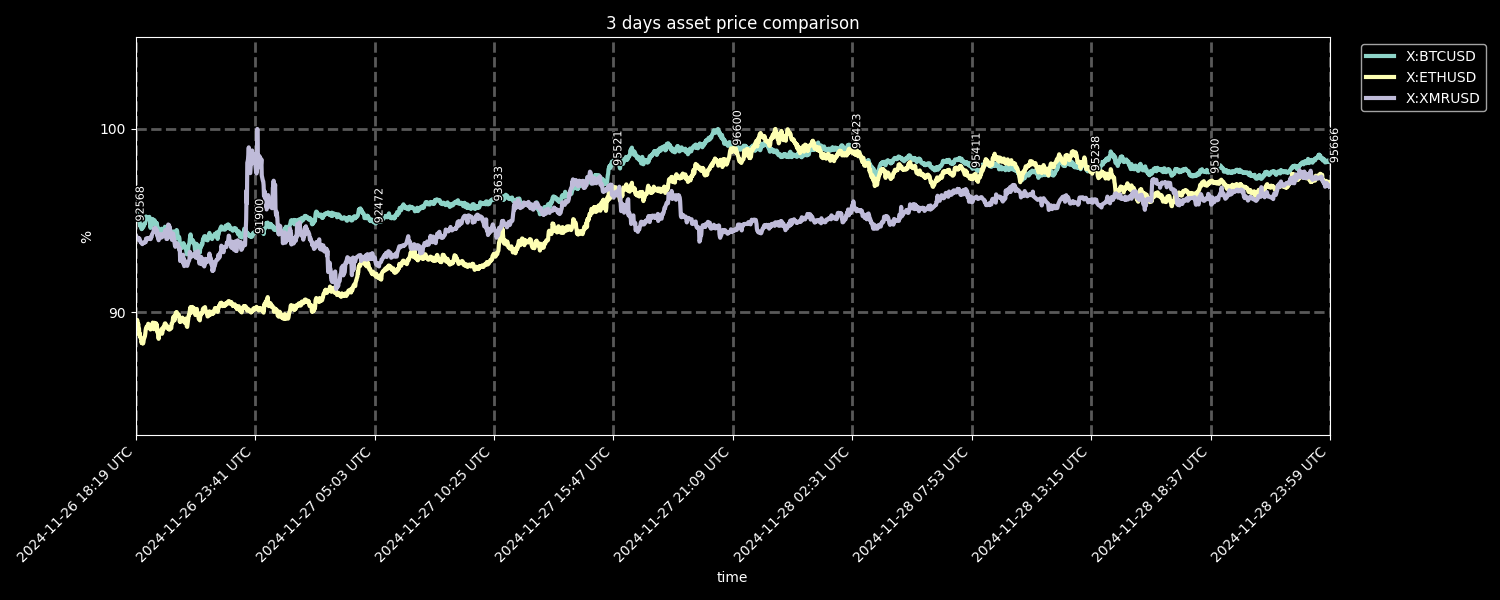 3 days asset price comparison
X:BTCUSD
X:ETHUSD
X:XMRUSD
100
90
%
92568
91900
92472
93633
95521
96600
96423
95411
95238
95100
95666
2024-11-26 18:19 UTC
2024-11-26 23:41 UTC
2024-11-27 05:03 UTC
2024-11-27 10:25 UTC
2024-11-27 15:47 UTC
2024-11-27 21:09 UTC
2024-11-28 02:31 UTC
2024-11-28 07:53 UTC
2024-11-28 13:15 UTC
2024-11-28 18:37 UTC
2024-11-28 23:59 UTC
time